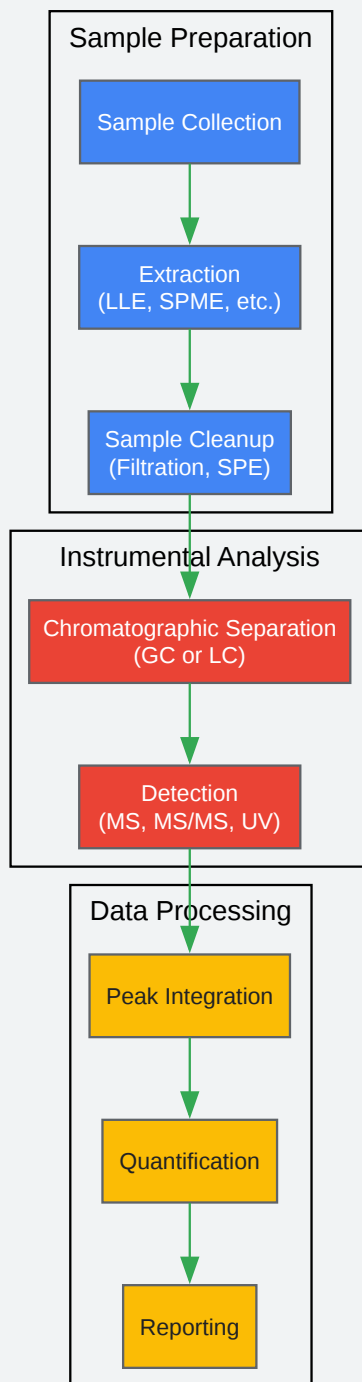 Sample Preparation
Sample Collection
Extraction
(LLE, SPME, etc.)
Sample Cleanup
(Filtration, SPE)
Instrumental Analysis
Chromatographic Separation
(GC or LC)
Detection
(MS, MS/MS, UV)
Data Processing
Peak Integration
Quantification
Reporting